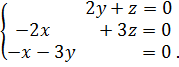 2y + z = 0
−2x + 3z = 0
−x − 3y = 0 .